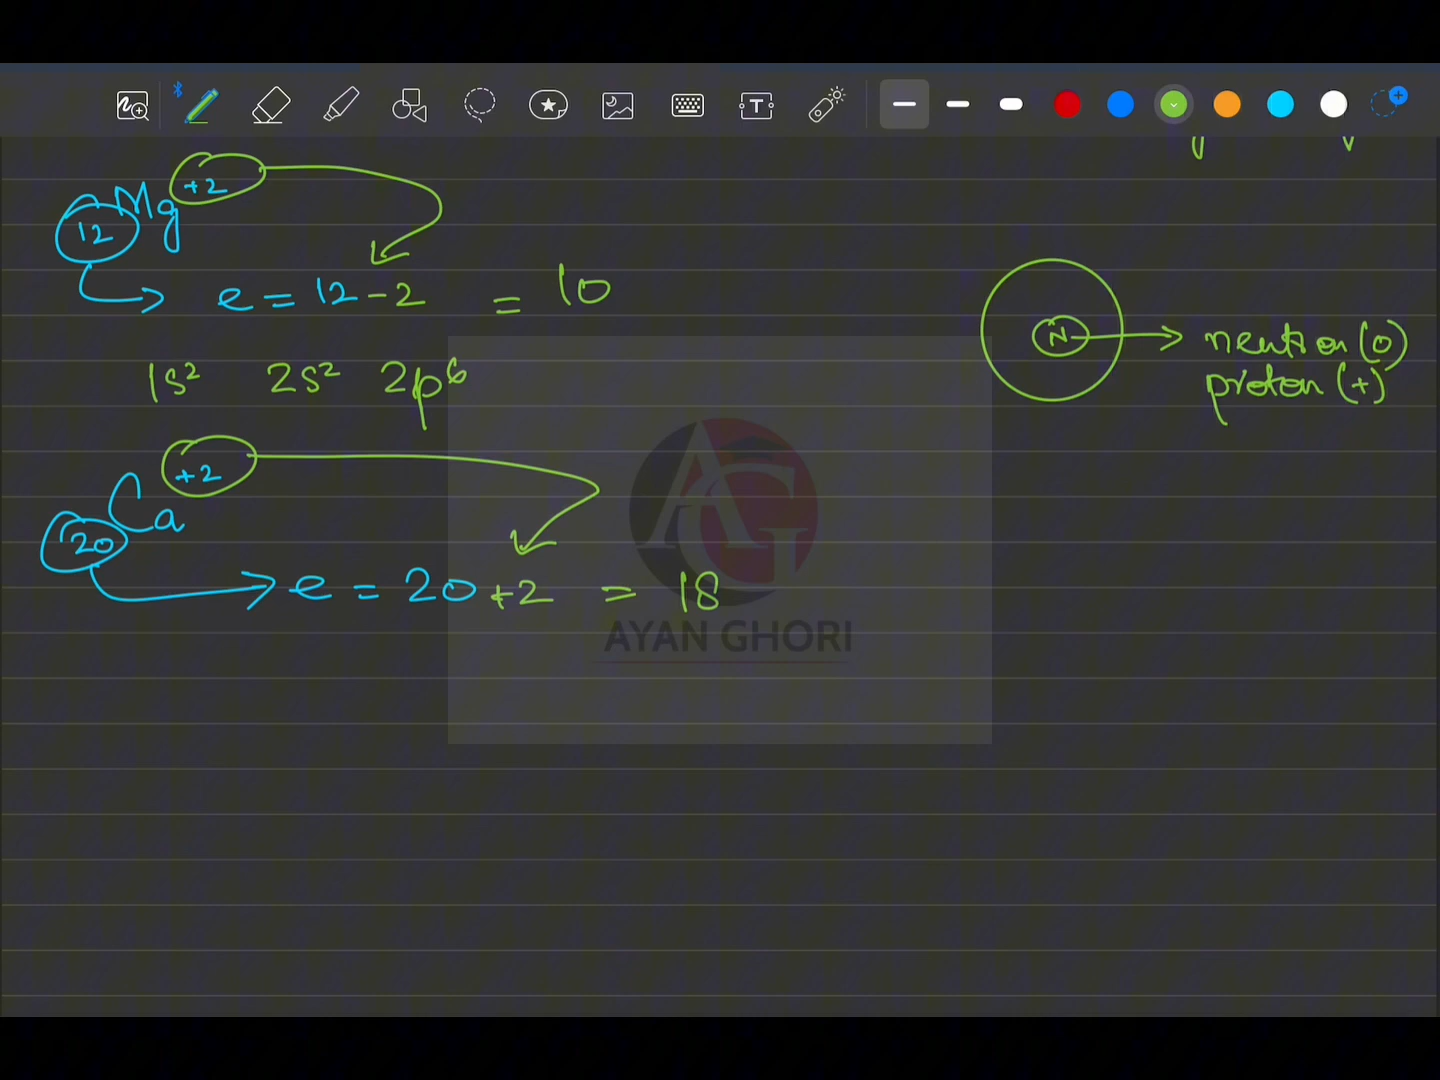 12 Mg +2
e = 12 - 2 = 10
1s² 2s² 2p⁶
20 Ca +2
e = 20 + 2 = 18
N
neutron (0)
proton (+)
AG
AYAN GHORI
T